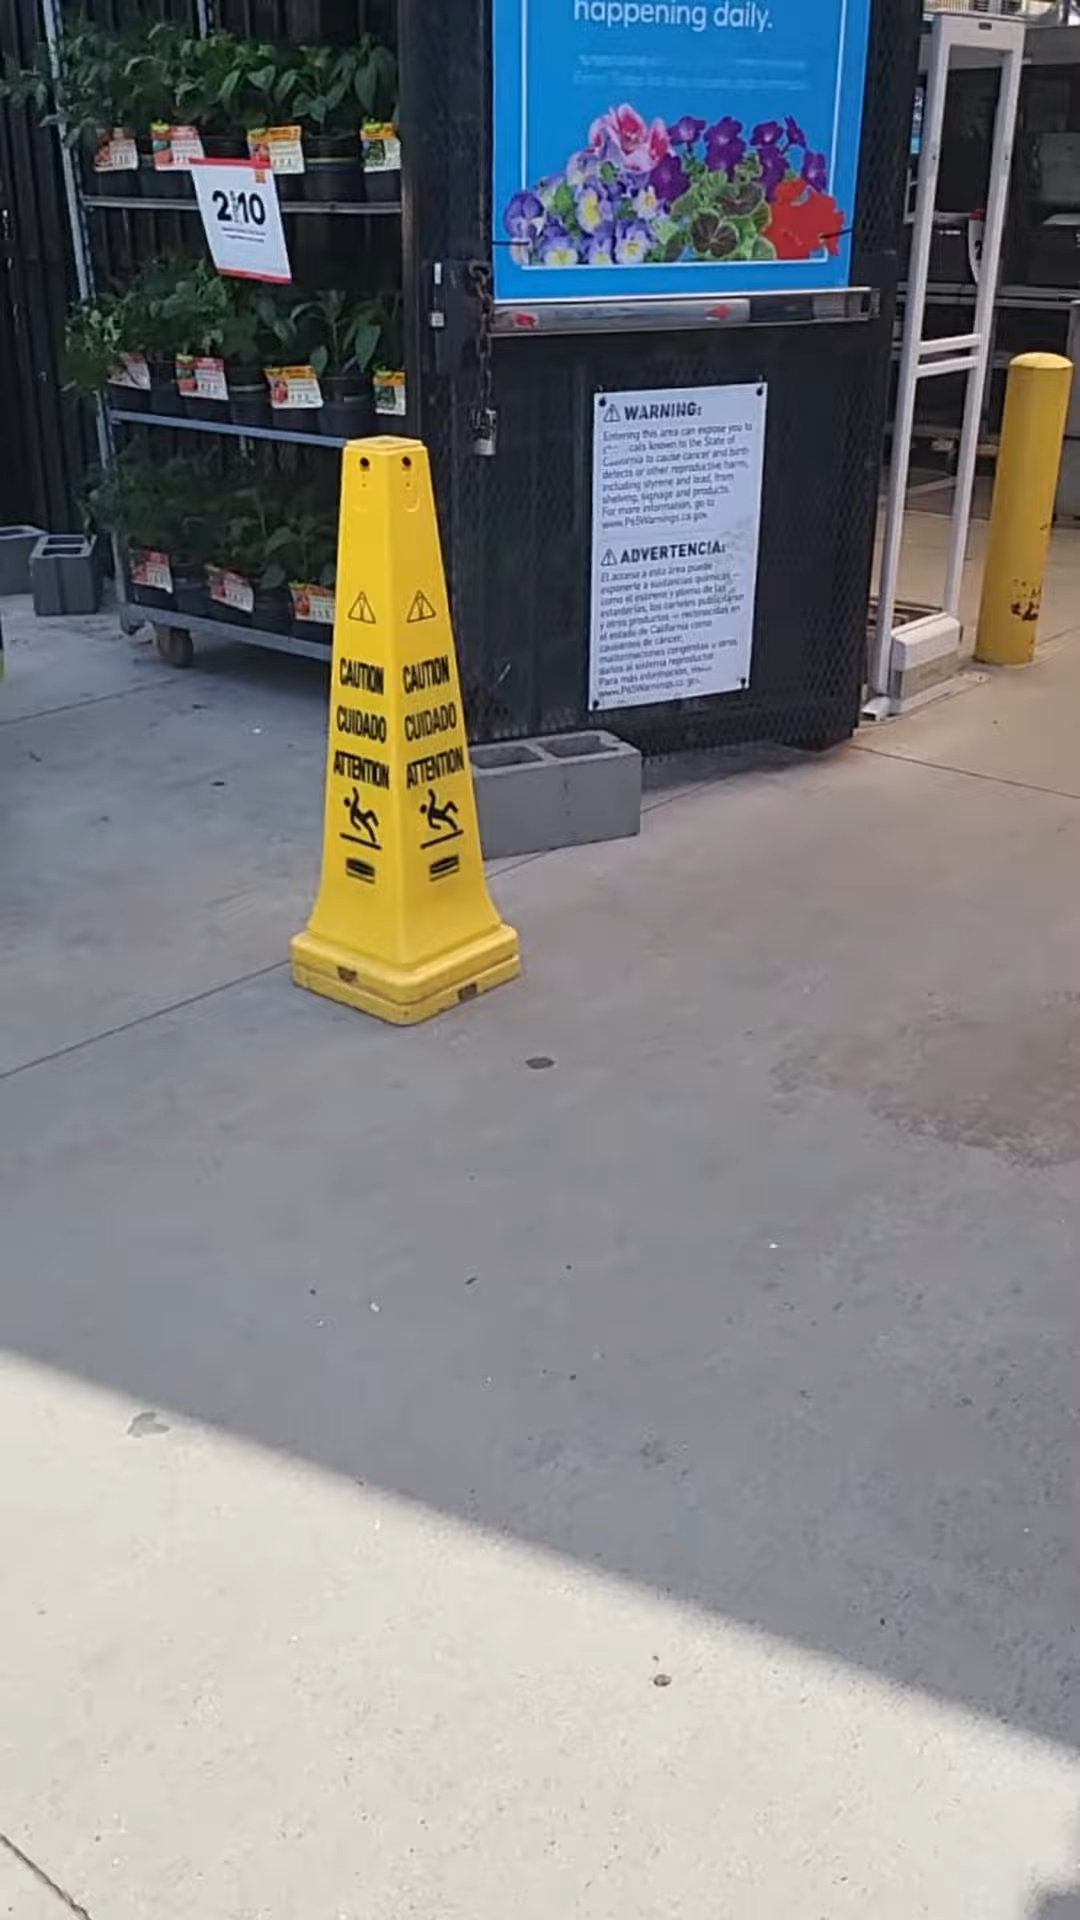 happening daily.
2 $10
WARNING:
Entering this area can expose you to
cals known to the State of
California to cause cancer and birth
defects or other reproductive harm,
including styrene and lead, from
shelving, signage and products.
For more information, go to
www.P65Warnings.ca.gov.
ADVERTENCIA:
El acceso a esta área puede
exponerle a sustancias químicas
como el estireno y plomo de las
estanterías, los carteles publicitarios
y otros productos — reconocidas en
el estado de California como
causantes de cáncer,
malformaciones congénitas u otros
daños al sistema reproductor.
Para más información,
www.P65Warnings.ca.gov.
CAUTION
CUIDADO
ATTENTION
CAUTION
CUIDADO
ATTENTION